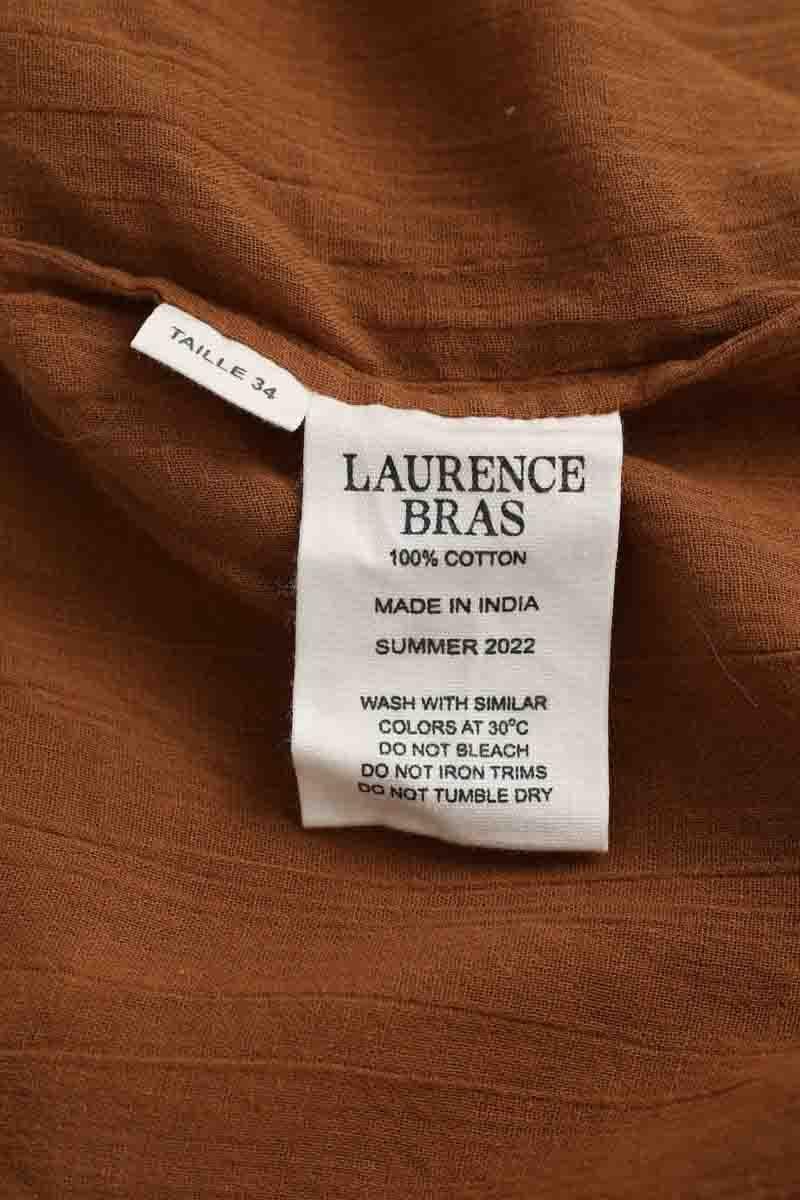 TAILLE 34
LAURENCE
BRAS
100% COTTON
MADE IN INDIA
SUMMER 2022
WASH WITH SIMILAR
COLORS AT 30°C
DO NOT BLEACH
DO NOT IRON TRIMS
DO NOT TUMBLE DRY